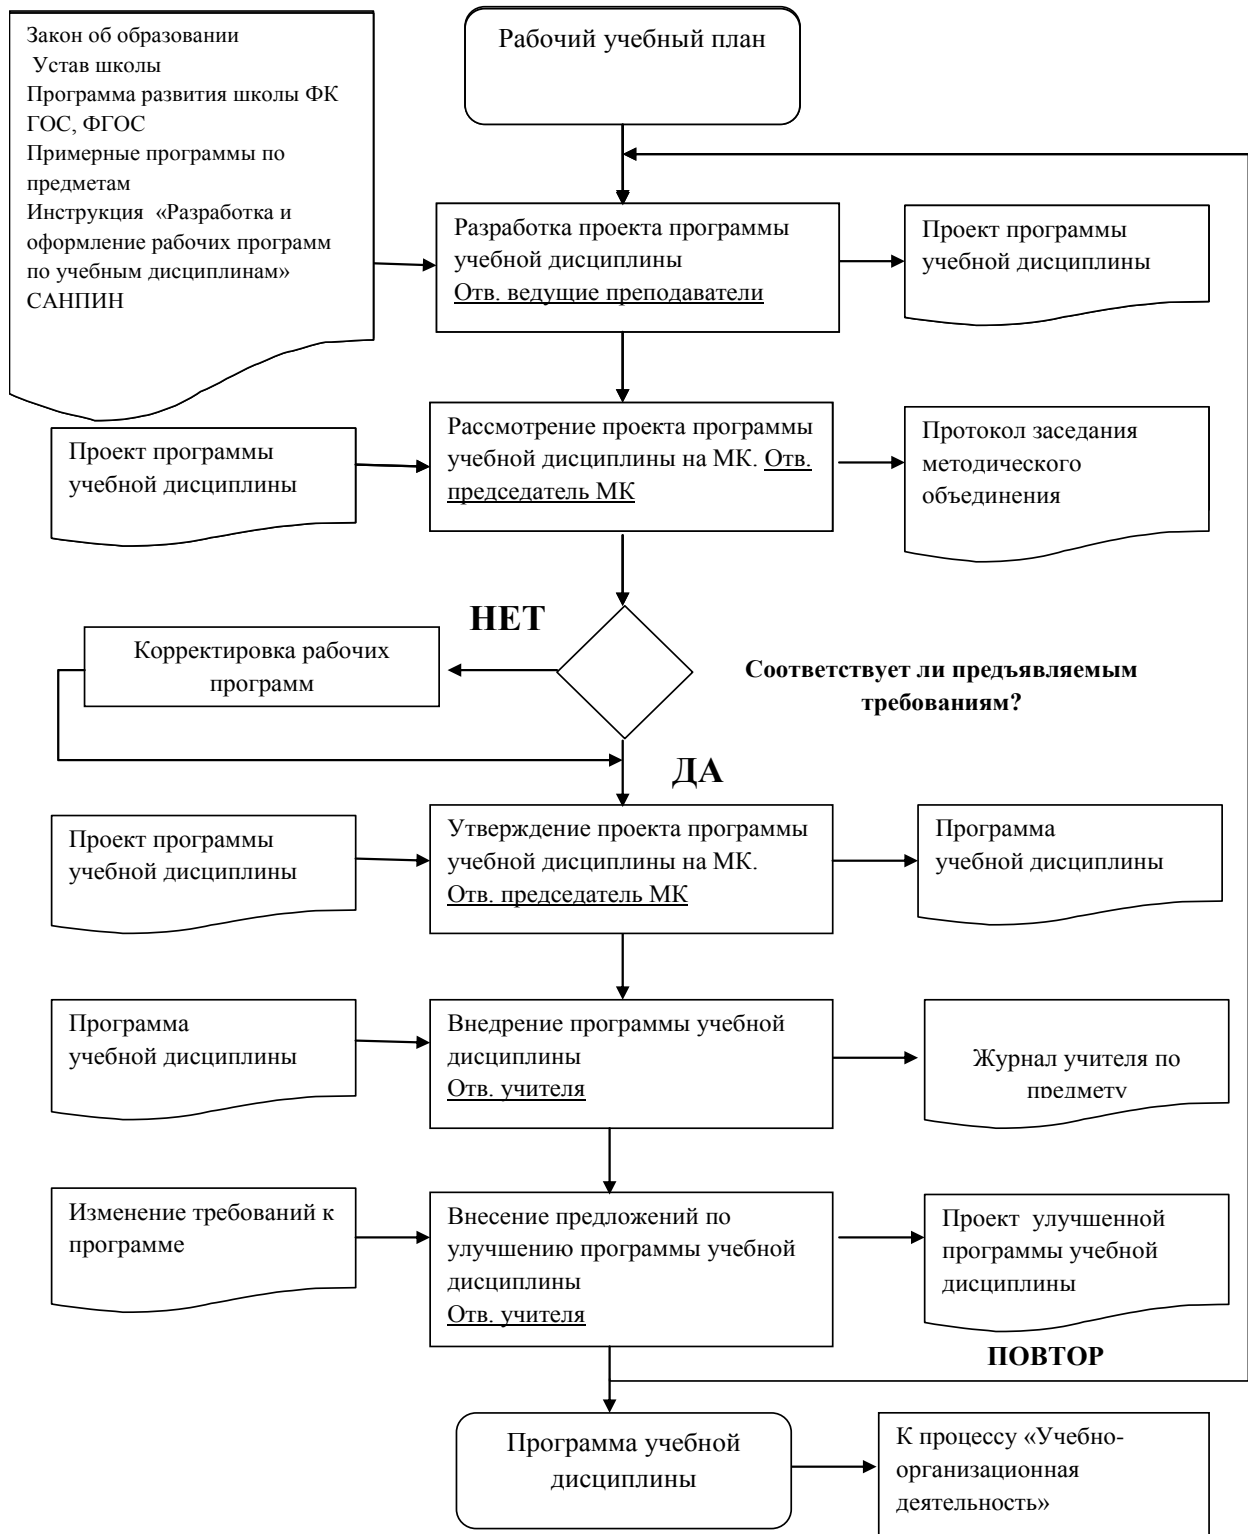 Закон об образовании
Устав школы
Программа развития школы ФК
ГОС, ФГОС
Примерные программы по
предметам
Инструкция «Разработка и
оформление рабочих программ
по учебным дисциплинам»
САНПИН
Рабочий учебный план
Разработка проекта программы
учебной дисциплины
Отв. ведущие преподаватели
Проект программы
учебной дисциплины
Проект программы
учебной дисциплины
Рассмотрение проекта программы
учебной дисциплины на МК. Отв.
председатель МК
Протокол заседания
методического
объединения
НЕТ
Корректировка рабочих
программ
Соответствует ли предъявляемым
требованиям?
ДА
Проект программы
учебной дисциплины
Утверждение проекта программы
учебной дисциплины на МК.
Отв. председатель МК
Программа
учебной дисциплины
Программа
учебной дисциплины
Внедрение программы учебной
дисциплины
Отв. учителя
Журнал учителя по
предмету
Изменение требований к
программе
Внесение предложений по
улучшению программы учебной
дисциплины
Отв. учителя
Проект улучшенной
программы учебной
дисциплины
ПОВТОР
Программа учебной
дисциплины
К процессу «Учебно-
организационная
деятельность»